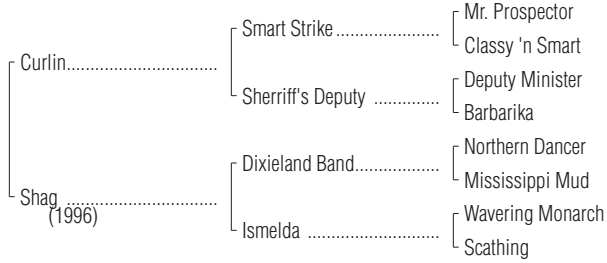 Mr. Prospector
Smart Strike ...................
Classy 'n Smart
Curlin............................
Deputy Minister
Sherriff's Deputy ..............
Barbarika
Northern Dancer
Dixieland Band................
Mississippi Mud
Shag ............................
(1996)
Wavering Monarch
Ismelda ........................
Scathing